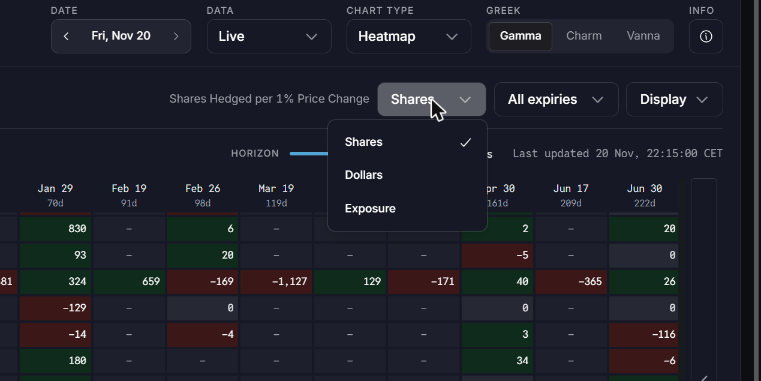 DATE DATA CHART TYPE GREEK INFO
Fri, Nov 20 Live Heatmap Gamma Charm Vanna
Shares Hedged per 1% Price Change Shares All expiries Display
Shares
Dollars
Exposure
HORIZON s Last updated 20 Nov, 22:15:00 CET
Jan 29 Feb 19 Feb 26 Mar 19 pr 30 Jun 17 Jun 30
70d 91d 98d 119d 161d 209d 222d
830 – 6 – 2 – 20
93 – 20 – – – -5 – 0
81 324 659 -169 -1,127 129 -171 40 -365 26
-129 – 0 – – – 0 – 0
-14 – -4 – – – 3 – -116
180 – – – – – 34 – -6